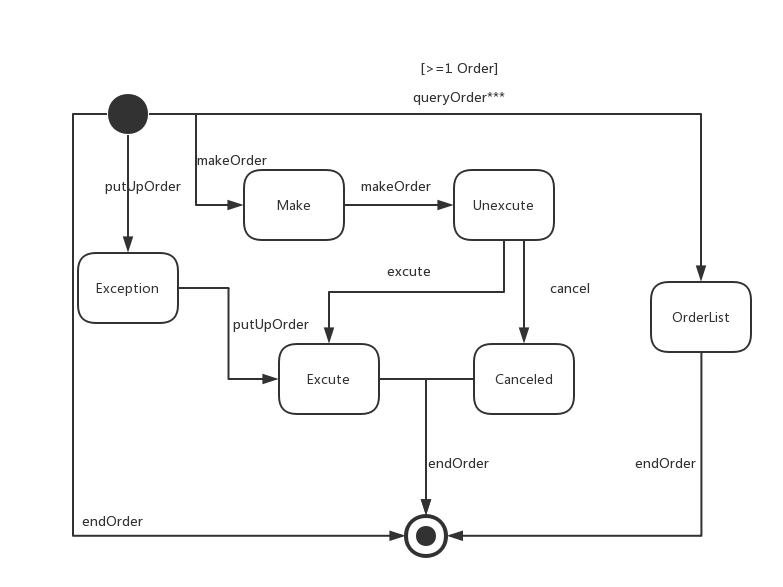 [>=1 Order]
queryOrder***
makeOrder
putUpOrder
makeOrder
Make
Unexcute
excute
cancel
Exception
OrderList
putUpOrder
Excute
Canceled
endOrder
endOrder
endOrder